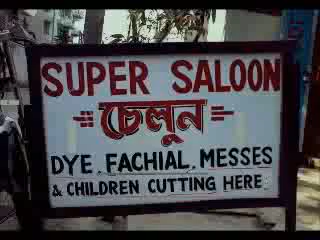 SUPER SALOON
চেলুন
DYE, FACHIAL, MESSES
& CHILDREN CUTTING HERE.